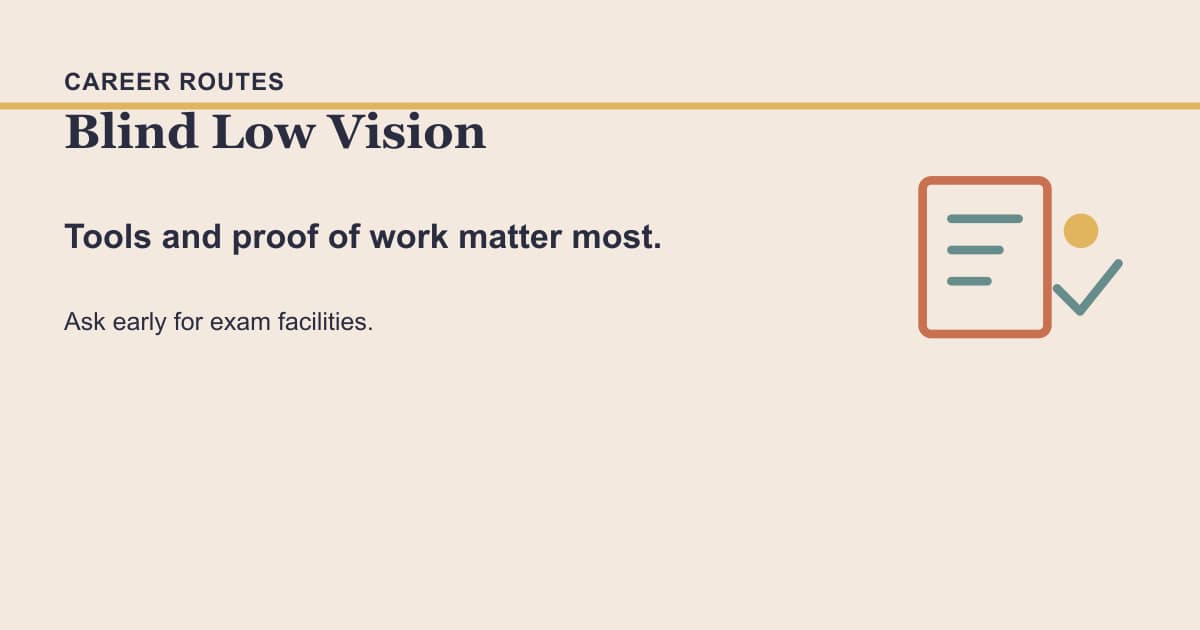 CAREER ROUTES
Blind Low Vision
Tools and proof of work matter most.
Ask early for exam facilities.